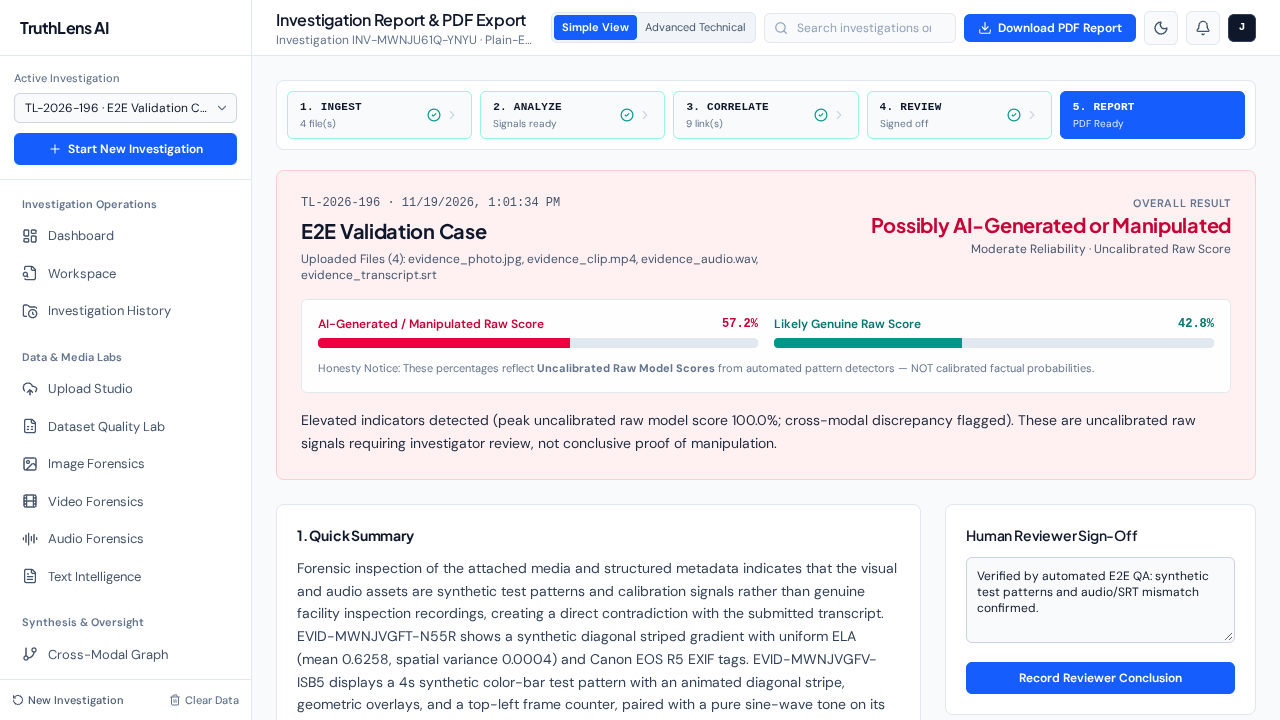 TruthLens AI
Active Investigation
TL-2026-196 · E2E Validation C...
Start New Investigation
Investigation Operations
Dashboard
Workspace
Investigation History
Data & Media Labs
Upload Studio
Dataset Quality Lab
Image Forensics
Video Forensics
Audio Forensics
Text Intelligence
Synthesis & Oversight
Cross-Modal Graph
New Investigation
Clear Data
Investigation Report & PDF Export
Investigation INV-MWNJU61Q-YNYU · Plain-E...
Simple View
Advanced Technical
Search investigations or
Download PDF Report
J
1. INGEST
4 file(s)
2. ANALYZE
Signals ready
3. CORRELATE
9 link(s)
4. REVIEW
Signed off
5. REPORT
PDF Ready
TL-2026-196 · 11/19/2026, 1:01:34 PM
E2E Validation Case
Uploaded Files (4): evidence_photo.jpg, evidence_clip.mp4, evidence_audio.wav,
evidence_transcript.srt
OVERALL RESULT
Possibly AI-Generated or Manipulated
Moderate Reliability · Uncalibrated Raw Score
AI-Generated / Manipulated Raw Score
57.2%
Likely Genuine Raw Score
42.8%
Honesty Notice: These percentages reflect Uncalibrated Raw Model Scores from automated pattern detectors — NOT calibrated factual probabilities.
Elevated indicators detected (peak uncalibrated raw model score 100.0%; cross-modal discrepancy flagged). These are uncalibrated raw
signals requiring investigator review, not conclusive proof of manipulation.
1. Quick Summary
Forensic inspection of the attached media and structured metadata indicates that the visual
and audio assets are synthetic test patterns and calibration signals rather than genuine
facility inspection recordings, creating a direct contradiction with the submitted transcript.
EVID-MWNJVGFT-N55R shows a synthetic diagonal striped gradient with uniform ELA
(mean 0.6258, spatial variance 0.0004) and Canon EOS R5 EXIF tags. EVID-MWNJVGFV-
ISB5 displays a 4s synthetic color-bar test pattern with an animated diagonal stripe,
geometric overlays, and a top-left frame counter, paired with a pure sine-wave tone on its
Human Reviewer Sign-Off
Verified by automated E2E QA: synthetic
test patterns and audio/SRT mismatch
confirmed.
Record Reviewer Conclusion